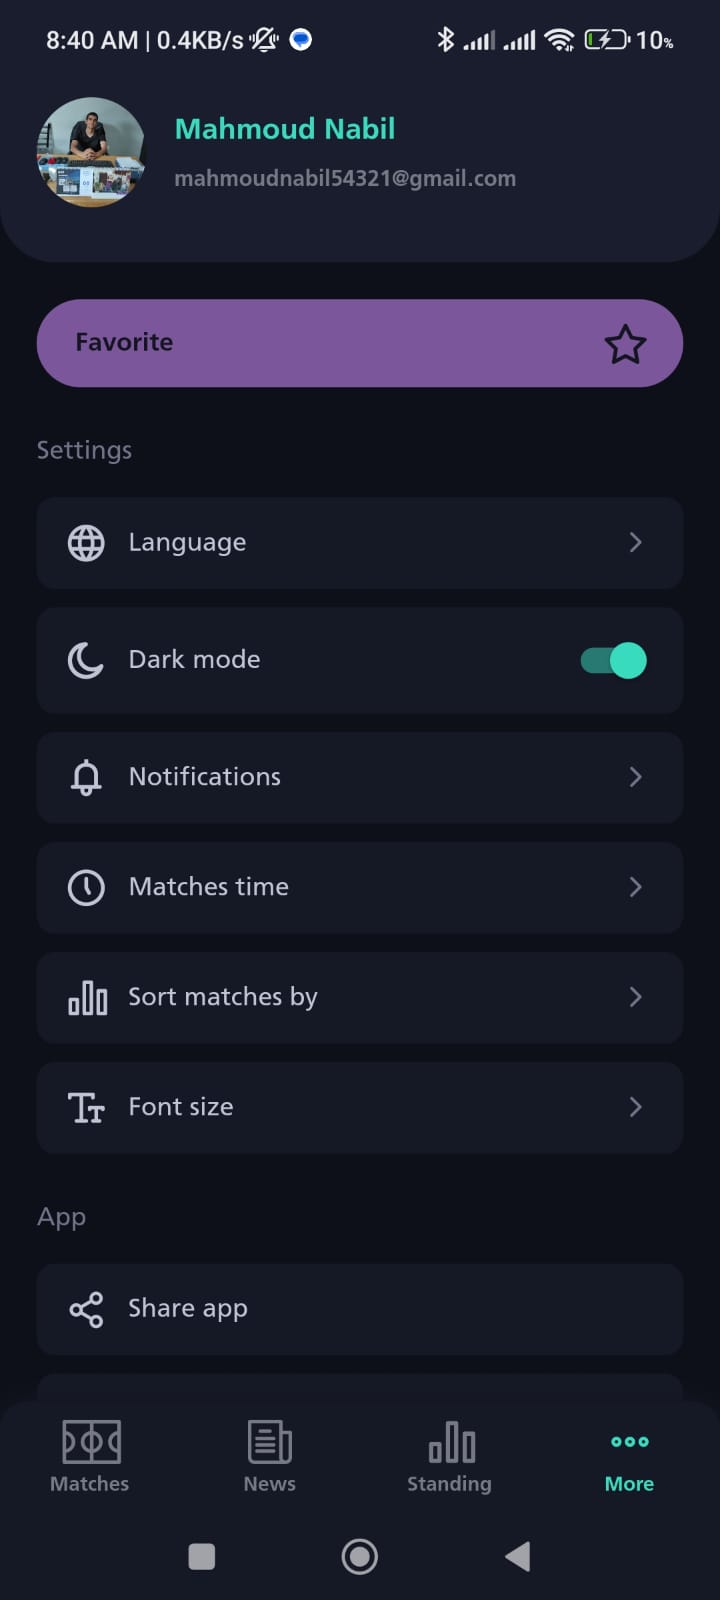 8:40 AM | 0.4KB/s 10%
Mahmoud Nabil
mahmoudnabil54321@gmail.com
Favorite
Settings
Language
Dark mode
Notifications
Matches time
Sort matches by
Font size
App
Share app
Matches News Standing More